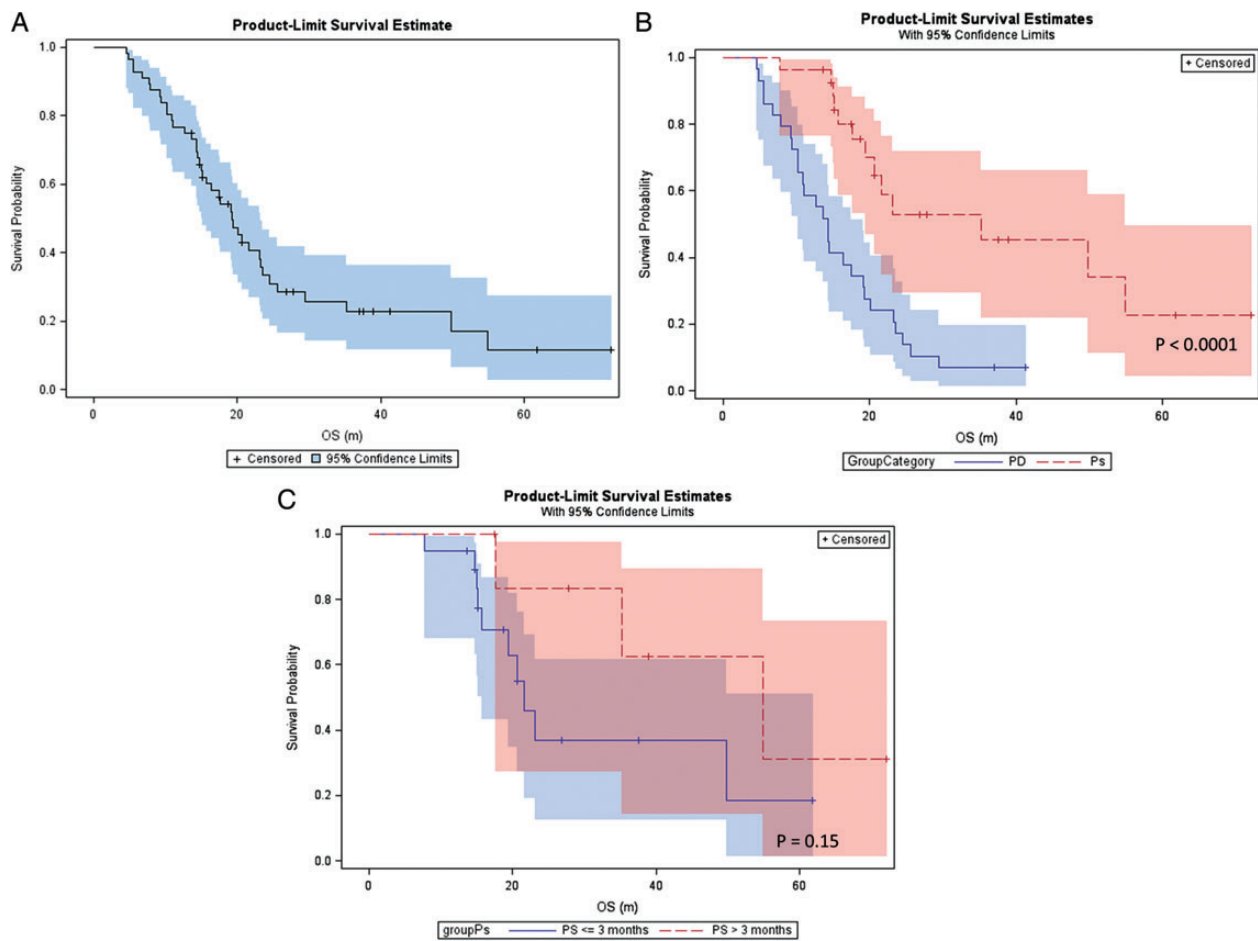 A
Product-Limit Survival Estimate
1.0
0.8
0.6
0.4
0.2
0.0
Survival Probability
0 20 40 60
OS (m)
+ Censored 95% Confidence Limits
B
Product-Limit Survival Estimates
With 95% Confidence Limits
+ Censored
1.0
0.8
0.6
0.4
0.2
0.0
Survival Probability
P < 0.0001
0 20 40 60
OS (m)
GroupCategory PD Ps
C
Product-Limit Survival Estimates
With 95% Confidence Limits
+ Censored
1.0
0.8
0.6
0.4
0.2
0.0
Survival Probability
P = 0.15
0 20 40 60
OS (m)
groupPs PS <= 3 months PS > 3 months